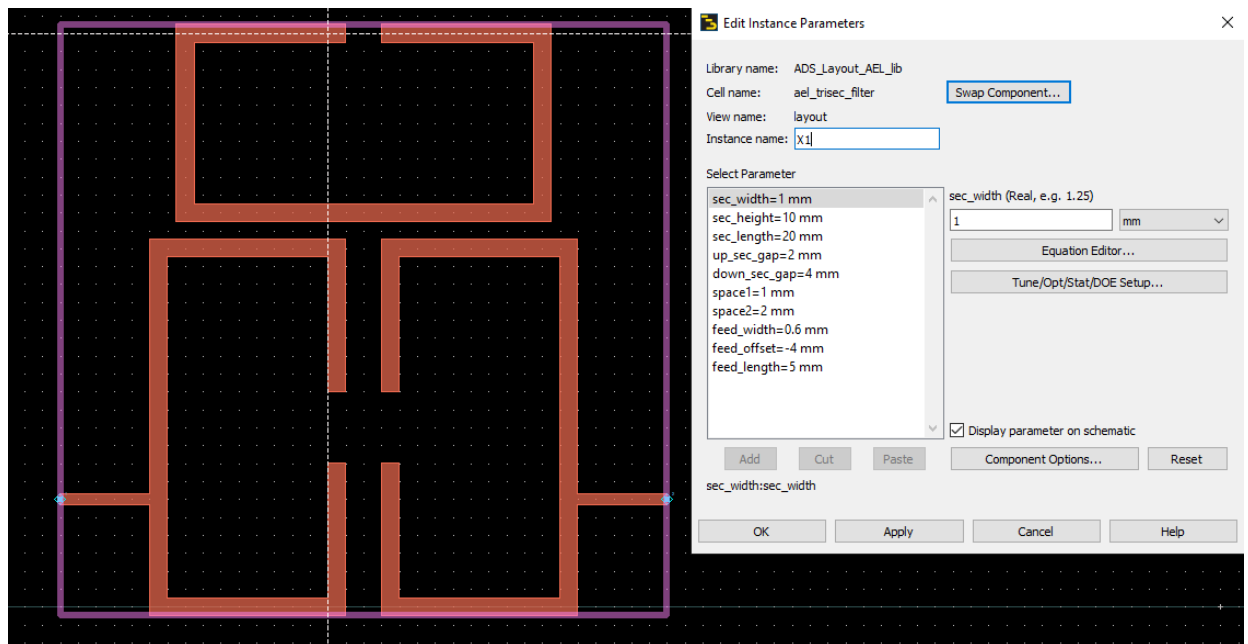 Edit Instance Parameters
Library name: ADS_Layout_AEL_lib
Cell name: ael_trisec_filter Swap Component...
View name: layout
Instance name: X1
Select Parameter
sec_width=1 mm sec_width (Real, e.g. 1.25)
sec_height=10 mm 1 mm
sec_length=20 mm
up_sec_gap=2 mm Equation Editor...
down_sec_gap=4 mm Tune/Opt/Stat/DOE Setup...
space1=1 mm
space2=2 mm
feed_width=0.6 mm
feed_offset=-4 mm
feed_length=5 mm
Display parameter on schematic
Add Cut Paste Component Options... Reset
sec_width:sec_width
OK Apply Cancel Help